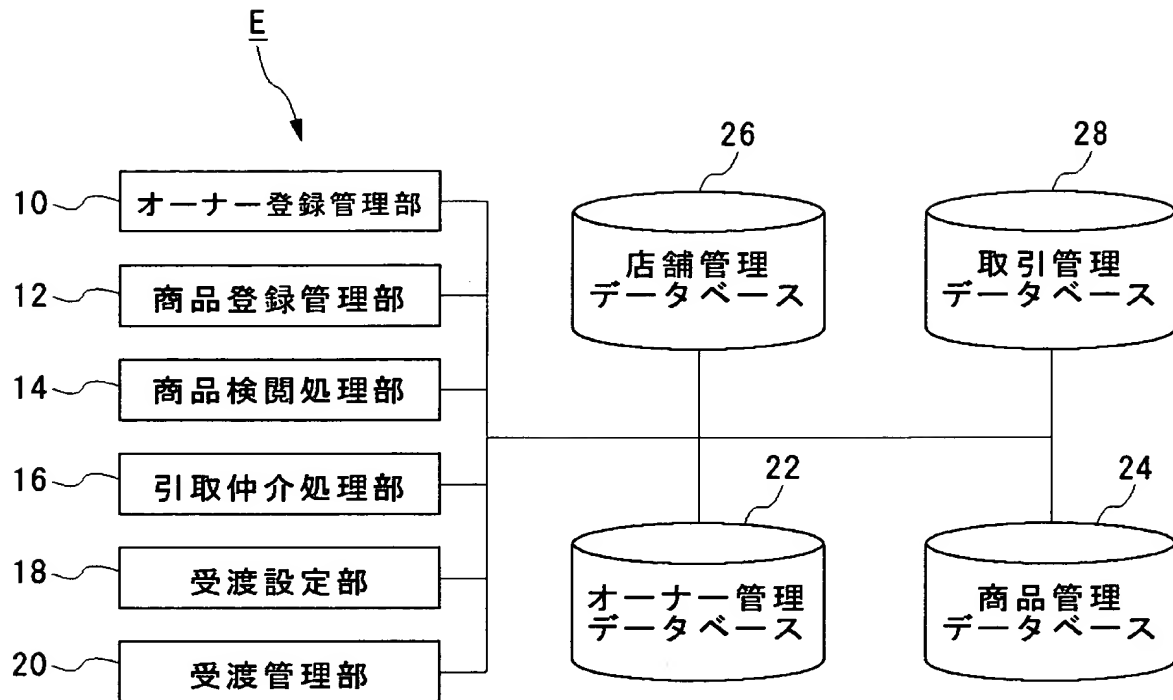 E
10
オーナー登録管理部
12
商品登録管理部
14
商品検閲処理部
16
引取仲介処理部
18
受渡設定部
20
受渡管理部
26
店舗管理
データベース
28
取引管理
データベース
22
オーナー管理
データベース
24
商品管理
データベース